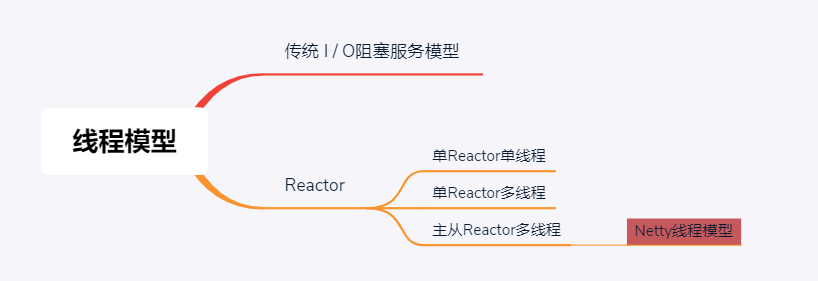 传统 I / O阻塞服务模型
线程模型
单Reactor单线程
Reactor
单Reactor多线程
主从Reactor多线程
Netty线程模型